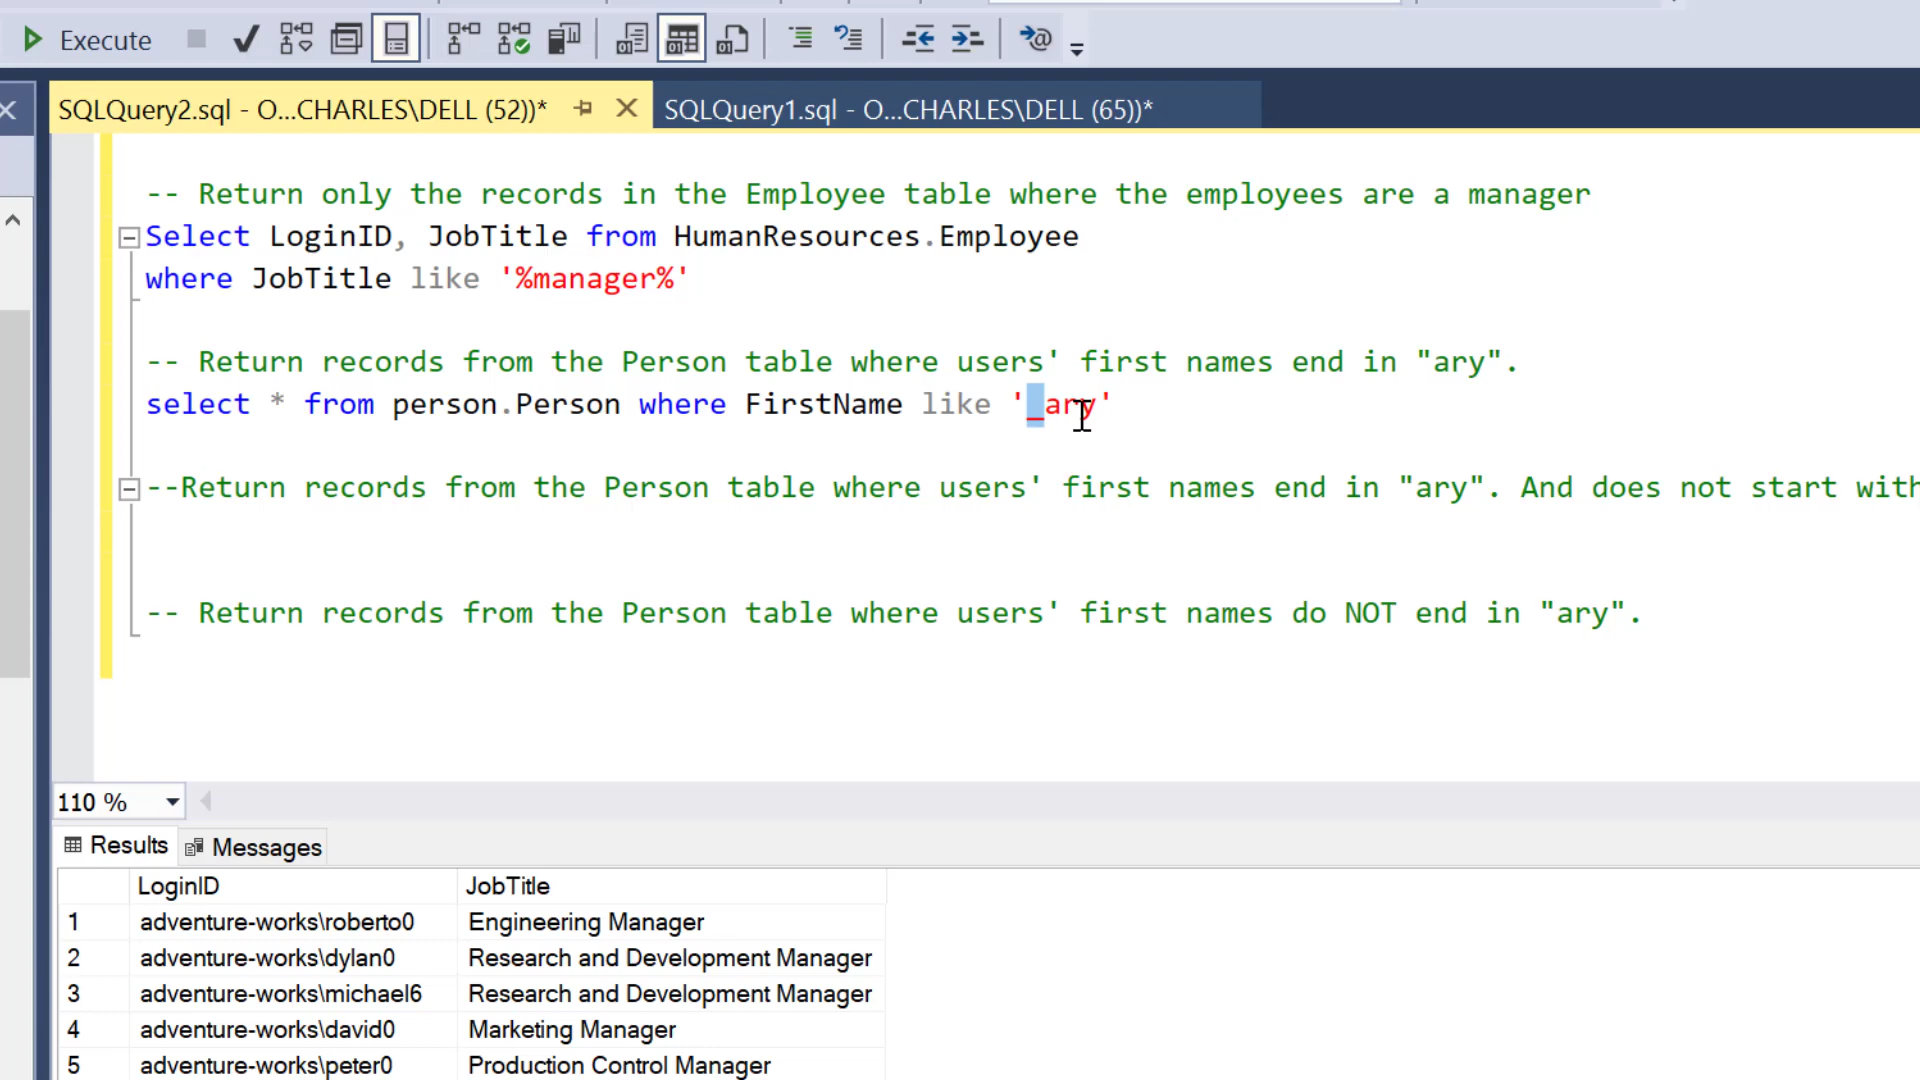 Execute
SQLQuery2.sql - O...CHARLES\DELL (52))*
SQLQuery1.sql - O...CHARLES\DELL (65))*
-- Return only the records in the Employee table where the employees are a manager
Select LoginID, JobTitle from HumanResources.Employee
where JobTitle like '%manager%'
-- Return records from the Person table where users' first names end in "ary".
select * from person.Person where FirstName like '_ary'
--Return records from the Person table where users' first names end in "ary". And does not start with
-- Return records from the Person table where users' first names do NOT end in "ary".
110 %
Results
Messages
LoginID JobTitle
1 adventure-works\roberto0 Engineering Manager
2 adventure-works\dylan0 Research and Development Manager
3 adventure-works\michael6 Research and Development Manager
4 adventure-works\david0 Marketing Manager
5 adventure-works\peter0 Production Control Manager